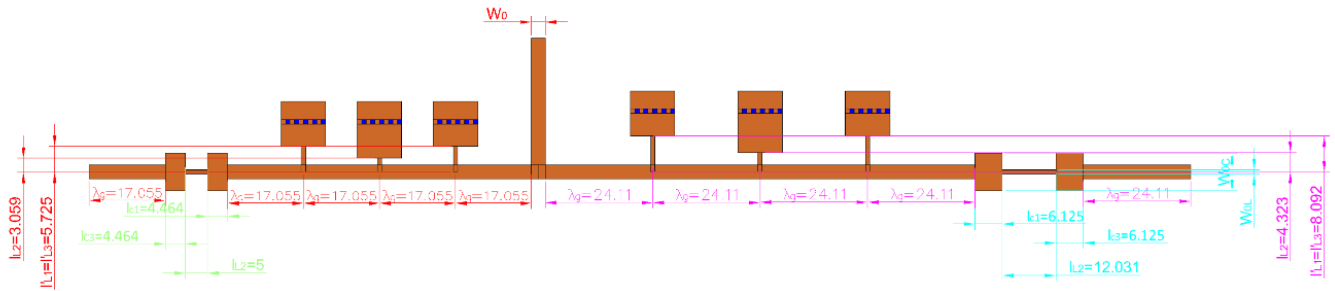 W₀
λg=17.055
λg=17.055
λg=17.055
λg=17.055
λg=17.055
λg=24.11
λg=24.11
λg=24.11
λg=24.11
λg=24.11
lc1=4.464
lc3=4.464
lL2=5
lc1=6.125
lc3=6.125
lL2=12.031
lL2=3.059
l'L1=l'L3=5.725
W0C
W0L
lL2=4.323
l'L1=l'L3=8.092